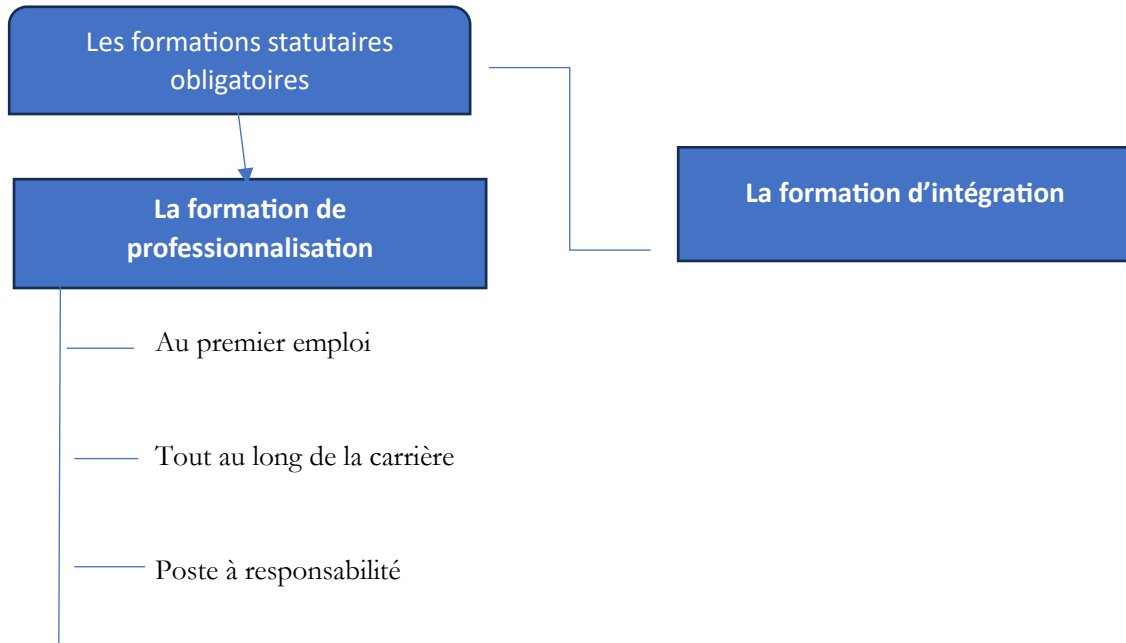 Les formations statutaires
obligatoires
La formation de
professionnalisation
La formation d’intégration
Au premier emploi
Tout au long de la carrière
Poste à responsabilité